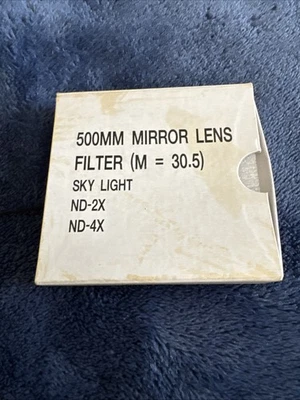 500MM MIRROR LENS
FILTER (M = 30.5)
SKY LIGHT
ND-2X
ND-4X